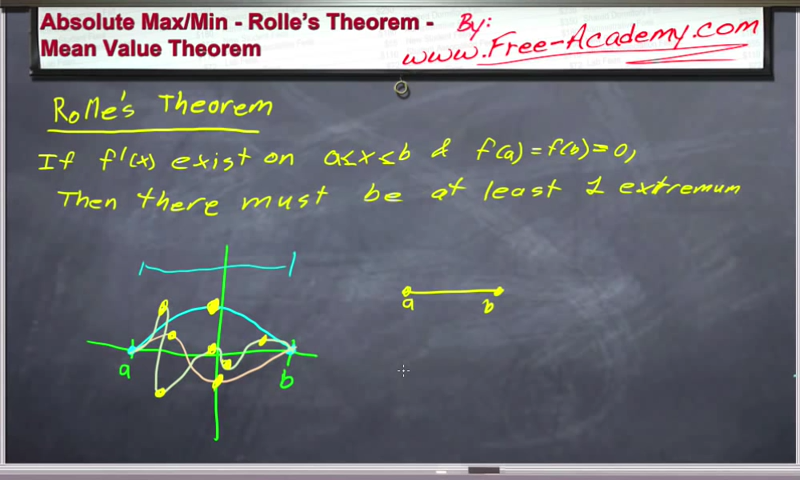 Absolute Max/Min - Rolle's Theorem -
Mean Value Theorem
By:
www.Free-Academy.com
Rolle's Theorem
If f'(x) exist on a≤x≤b & f(a)=f(b)=0,
Then there must be at least 1 extremum
a
b
a
b